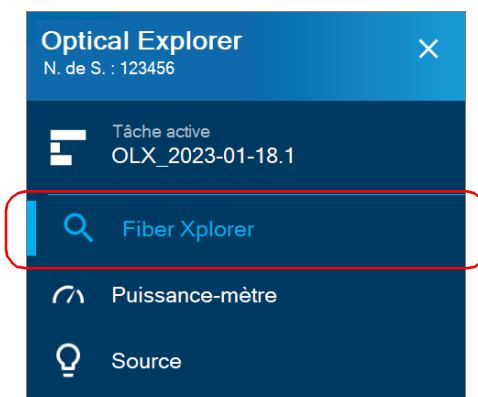 Optical Explorer
N. de S. : 123456
Tâche active
OLX_2023-01-18.1
Fiber Xplorer
Puissance-mètre
Source